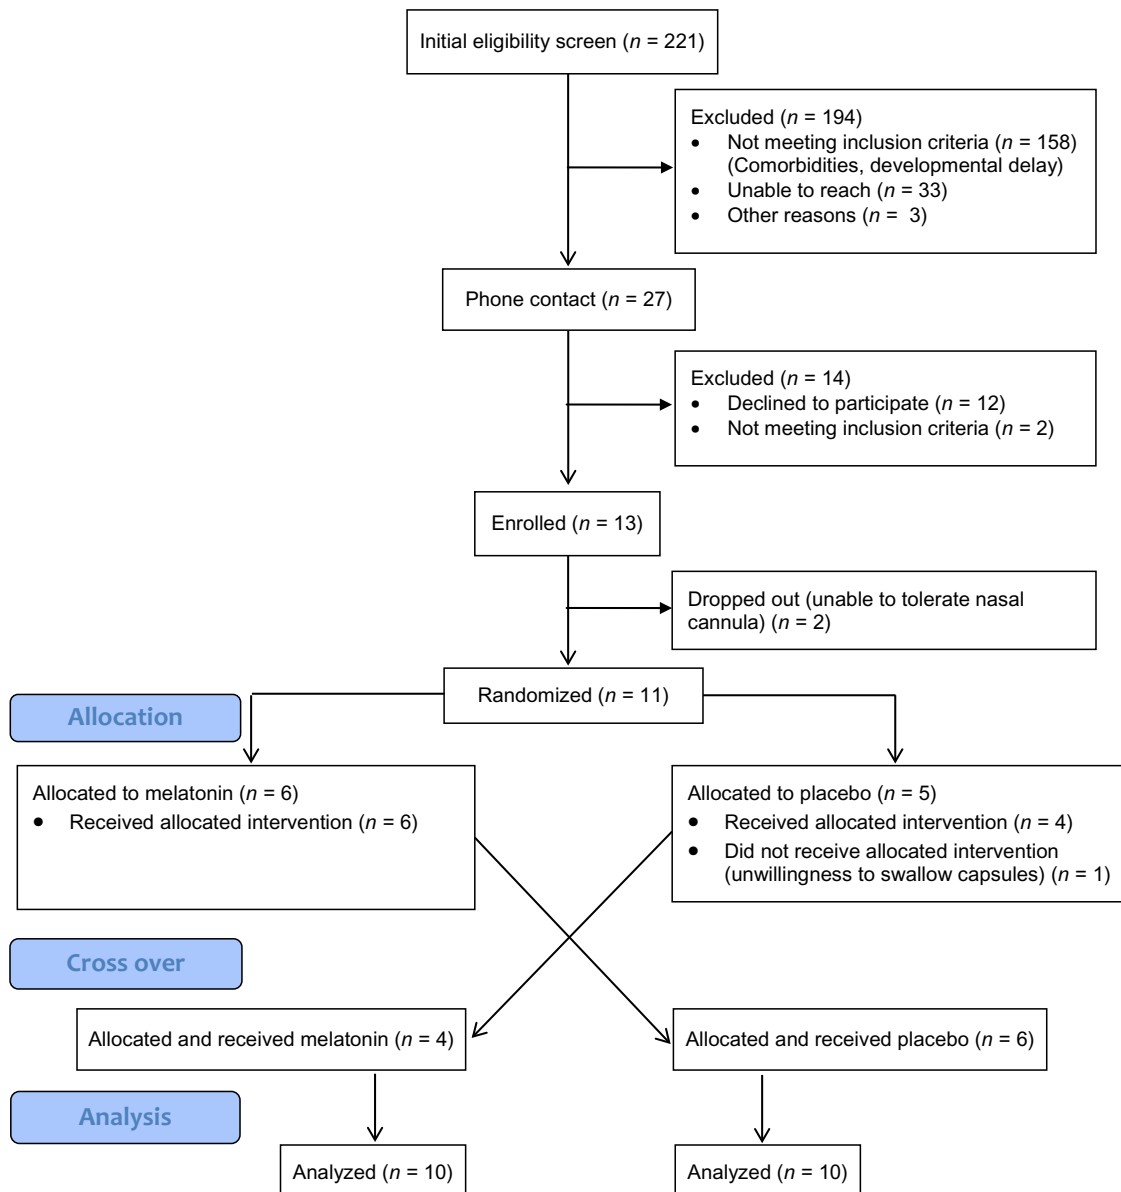 Initial eligibility screen (n = 221)
Excluded (n = 194)
• Not meeting inclusion criteria (n = 158)
(Comorbidities, developmental delay)
• Unable to reach (n = 33)
• Other reasons (n = 3)
Phone contact (n = 27)
Excluded (n = 14)
• Declined to participate (n = 12)
• Not meeting inclusion criteria (n = 2)
Enrolled (n = 13)
Dropped out (unable to tolerate nasal
cannula) (n = 2)
Randomized (n = 11)
Allocation
Allocated to melatonin (n = 6)
• Received allocated intervention (n = 6)
Allocated to placebo (n = 5)
• Received allocated intervention (n = 4)
• Did not receive allocated intervention
(unwillingness to swallow capsules) (n = 1)
Cross over
Allocated and received melatonin (n = 4)
Allocated and received placebo (n = 6)
Analysis
Analyzed (n = 10)
Analyzed (n = 10)